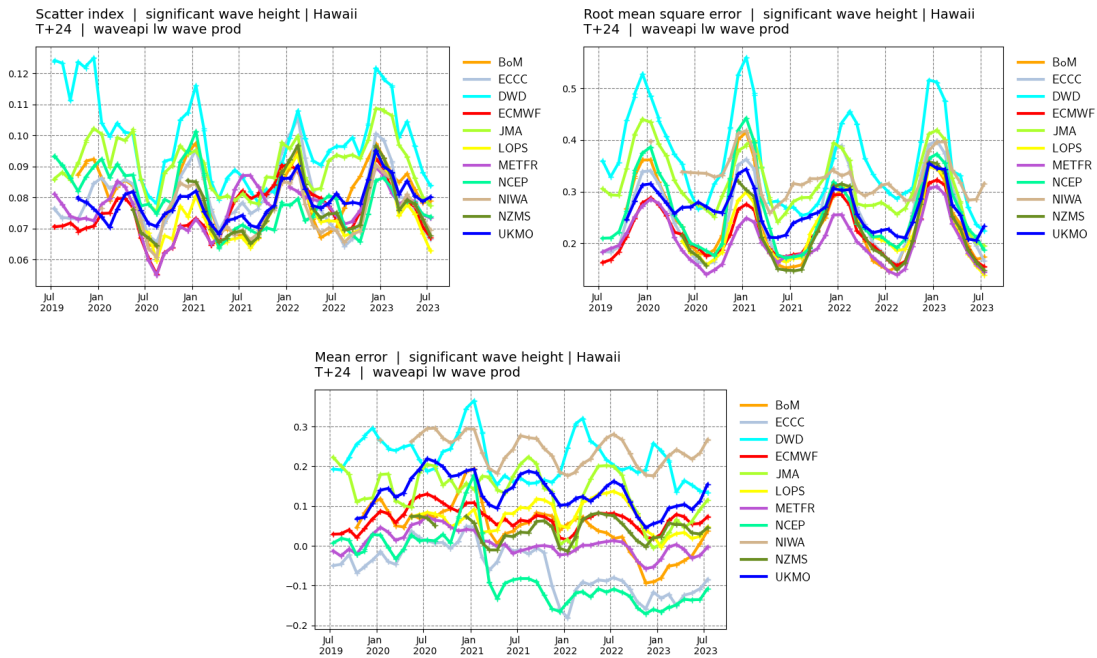 Scatter index | significant wave height | Hawaii
T+24 | waveapi lw wave prod
0.12
0.11
0.10
0.09
0.08
0.07
0.06
Jul 2019
Jan 2020
Jul 2020
Jan 2021
Jul 2021
Jan 2022
Jul 2022
Jan 2023
Jul 2023
BoM
ECCC
DWD
ECMWF
JMA
LOPS
METFR
NCEP
NIWA
NZMS
UKMO
Root mean square error | significant wave height | Hawaii
T+24 | waveapi lw wave prod
0.5
0.4
0.3
0.2
Jul 2019
Jan 2020
Jul 2020
Jan 2021
Jul 2021
Jan 2022
Jul 2022
Jan 2023
Jul 2023
BoM
ECCC
DWD
ECMWF
JMA
LOPS
METFR
NCEP
NIWA
NZMS
UKMO
Mean error | significant wave height | Hawaii
T+24 | waveapi lw wave prod
0.3
0.2
0.1
0.0
−0.1
−0.2
Jul 2019
Jan 2020
Jul 2020
Jan 2021
Jul 2021
Jan 2022
Jul 2022
Jan 2023
Jul 2023
BoM
ECCC
DWD
ECMWF
JMA
LOPS
METFR
NCEP
NIWA
NZMS
UKMO